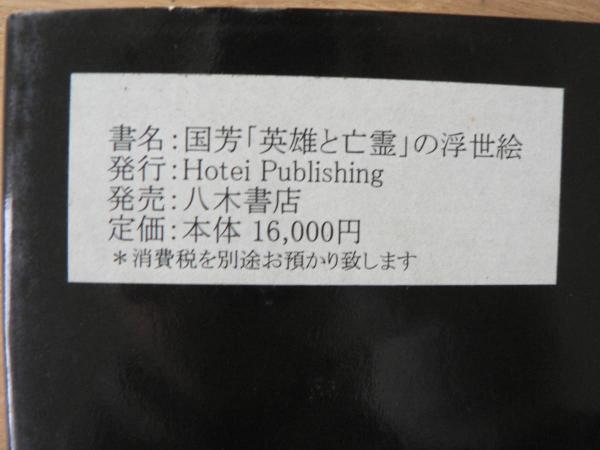 書名：国芳「英雄と亡霊」の浮世絵
発行：Hotei Publishing
発売：八木書店
定価：本体 16,000円
＊消費税を別途お預かり致します